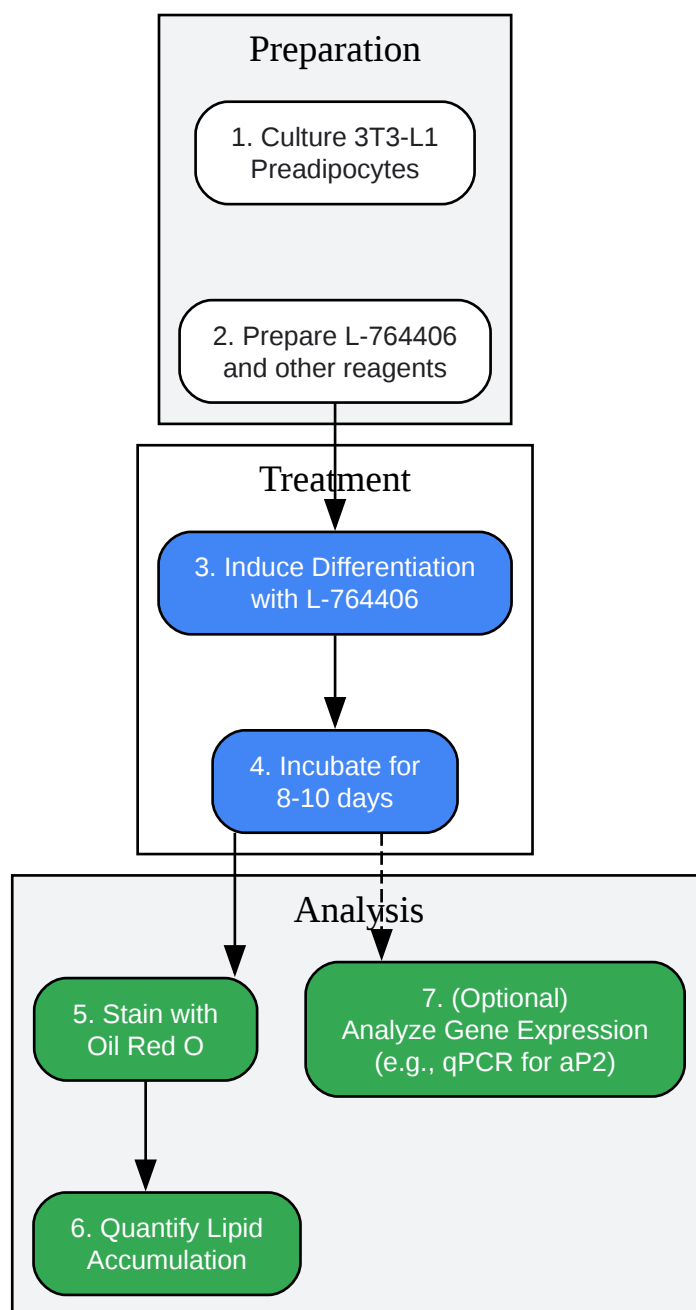 Preparation
1. Culture 3T3-L1
Preadipocytes
2. Prepare L-764406
and other reagents
Treatment
3. Induce Differentiation
with L-764406
4. Incubate for
8-10 days
Analysis
5. Stain with
Oil Red O
7. (Optional)
Analyze Gene Expression
(e.g., qPCR for aP2)
6. Quantify Lipid
Accumulation